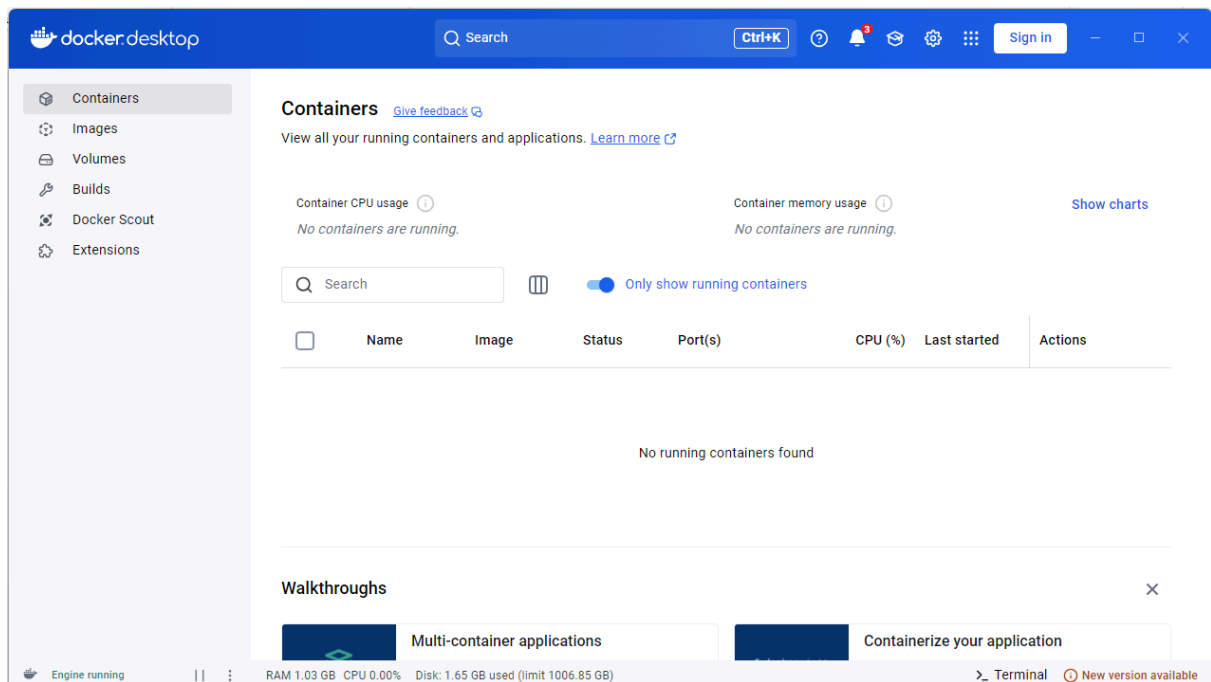 docker.desktop
Search
Ctrl+K
3
Sign in
Containers
Images
Volumes
Builds
Docker Scout
Extensions
Containers Give feedback
View all your running containers and applications. Learn more
Container CPU usage
No containers are running.
Container memory usage
No containers are running.
Show charts
Search
Only show running containers
Name Image Status Port(s) CPU (%) Last started Actions
No running containers found
Walkthroughs
Multi-container applications
Containerize your application
Engine running
RAM 1.03 GB CPU 0.00% Disk: 1.65 GB used (limit 1006.85 GB)
>_ Terminal
New version available